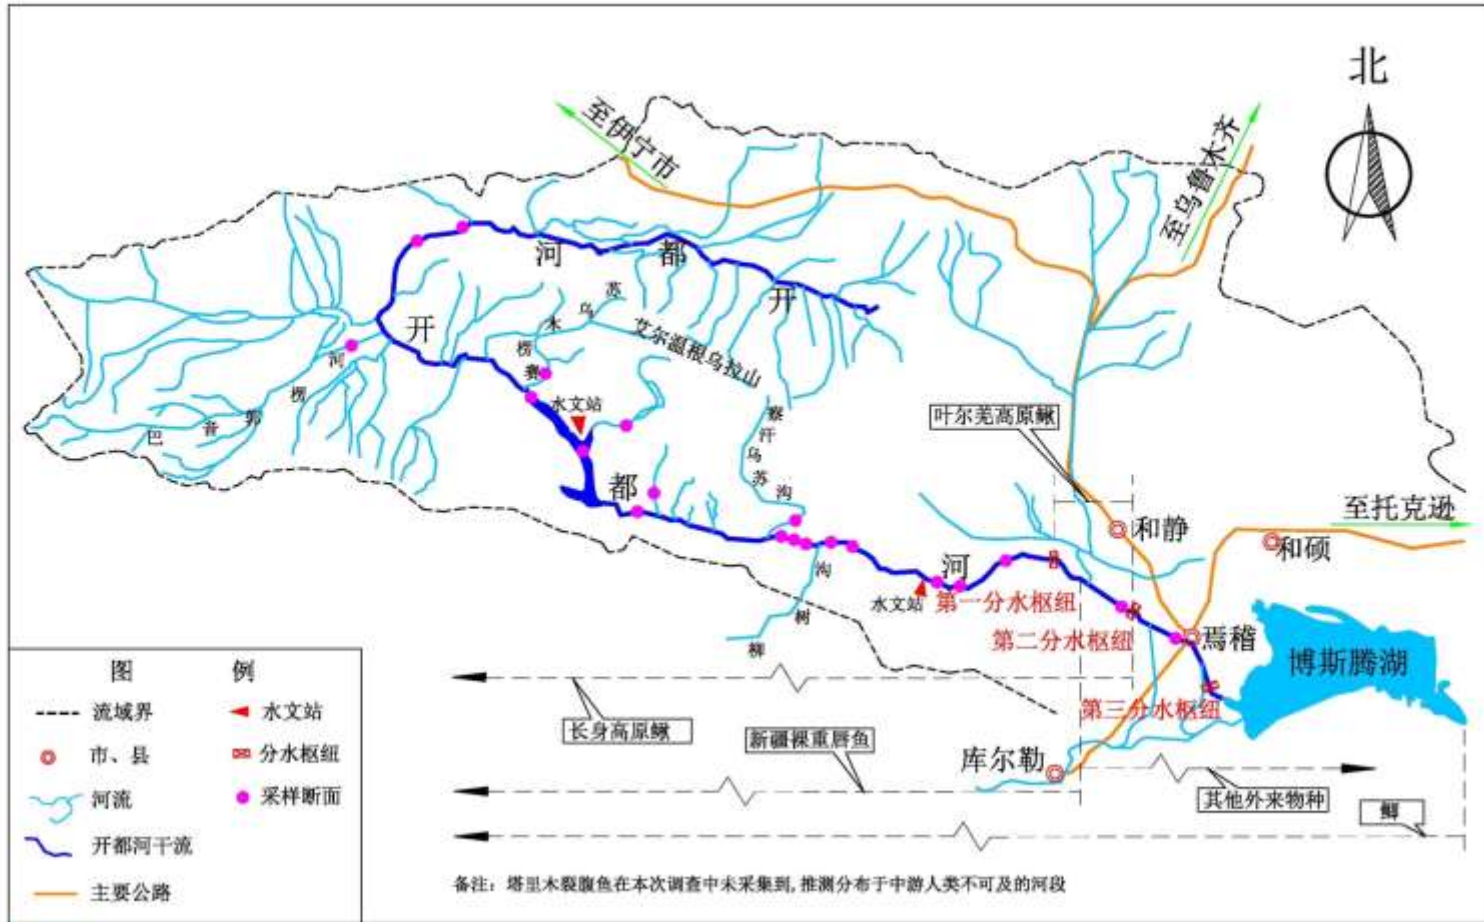 北
至伊宁市
至乌鲁木齐
河 都 开
开
苏
乌
木
楞
赛
艾尔温根乌拉山
河
楞
郭
音
巴
水文站
察
汗
乌
苏
沟
叶尔羌高原鳅
都
至托克逊
和静
和硕
河
沟
树
柳
水文站
第一分水枢纽
第二分水枢纽
焉稽
博斯腾湖
第三分水枢纽
长身高原鳅
新疆裸重唇鱼
库尔勒
其他外来物种
鲫
图 例
流域界
水文站
市、县
分水枢纽
河流
采样断面
开都河干流
主要公路
备注：塔里木裂腹鱼在本次调查中未采集到，推测分布于中游人类不可及的河段